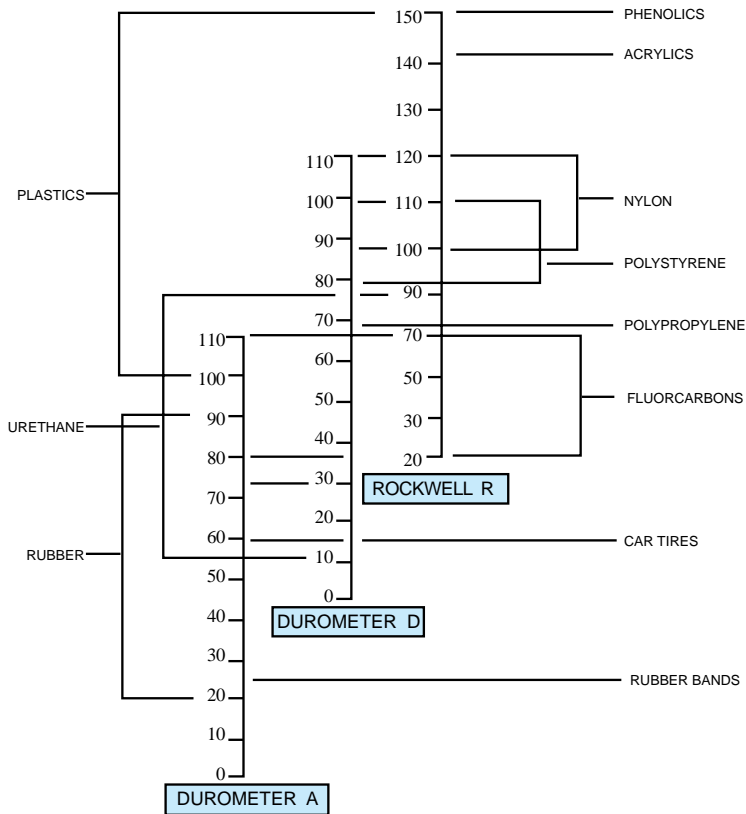 150
PHENOLICS
140
ACRYLICS
130
110
120
PLASTICS
100
110
NYLON
90
100
POLYSTYRENE
80
90
70
POLYPROPYLENE
110
70
60
100
50
FLUORCARBONS
90
50
30
URETHANE
40
80
20
30
ROCKWELL R
70
20
60
CAR TIRES
RUBBER
10
50
0
40
DUROMETER D
30
RUBBER BANDS
20
10
0
DUROMETER A